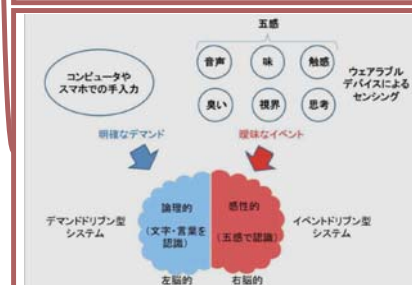 五感
コンピュータや
スマホでの手入力
音声
味
触感
臭い
視界
思考
ウェアラブル
デバイスによる
センシング
明確なデマンド
曖昧なイベント
デマンドドリブン型
システム
論理的
(文字・言葉を
認識)
感性的
(五感で認識)
イベントドリブン型
システム
左脳的
右脳的